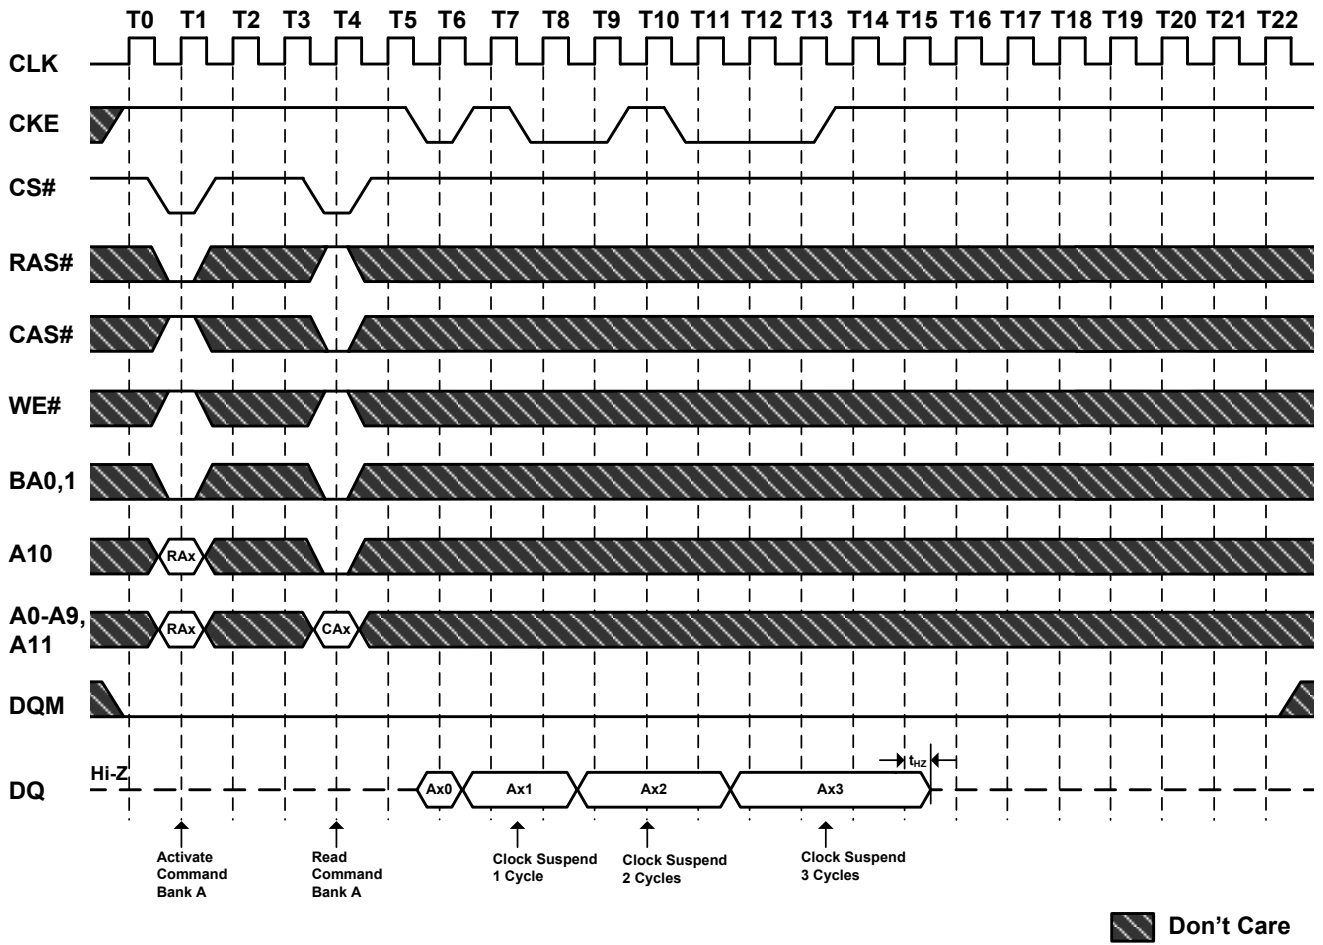 T0 T1 T2 T3 T4 T5 T6 T7 T8 T9 T10 T11 T12 T13 T14 T15 T16 T17 T18 T19 T20 T21 T22
CLK
CKE
CS#
RAS#
CAS#
WE#
BA0,1
A10
RAx
A0-A9,
A11
RAx
CAx
DQM
DQ
Hi-Z
Ax0
Ax1
Ax2
Ax3
tHZ
Activate
Command
Bank A
Read
Command
Bank A
Clock Suspend
1 Cycle
Clock Suspend
2 Cycles
Clock Suspend
3 Cycles
Don't Care